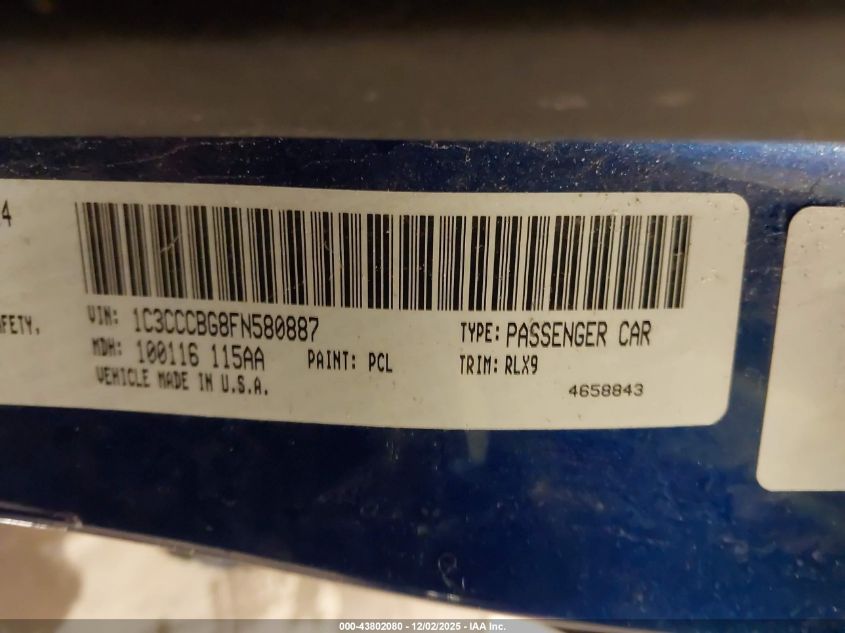 4
AFETY,
VIN: 1C3CCCBG8FN580887
TYPE: PASSENGER CAR
MDH: 100116 115AA
PAINT: PCL
TRIM: RLX9
VEHICLE MADE IN U.S.A.
4658843
000-43802080 - 12/02/2025 - IAA Inc.